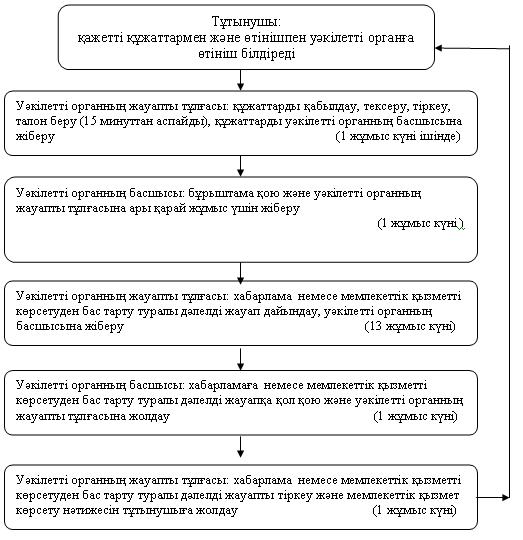 Тұтынушы:
қажетті құжаттармен және өтінішпен уәкілетті органға
өтініш білдіреді
Уәкілетті органның жауапты тұлғасы: құжаттарды қабылдау, тексеру, тіркеу,
талон беру (15 минуттан аспайды), құжаттарды уәкілетті органның басшысына
жіберу (1 жұмыс күні ішінде)
Уәкілетті органның басшысы: бұрыштама қою және уәкілетті органның
жауапты тұлғасына ары қарай жұмыс үшін жіберу
(1 жұмыс күні)
Уәкілетті органның жауапты тұлғасы: хабарлама немесе мемлекеттік қызметті
көрсетуден бас тарту туралы дәлелді жауап дайындау, уәкілетті органның
басшысына жіберу (13 жұмыс күні)
Уәкілетті органның басшысы: хабарламаға немесе мемлекеттік қызметті
көрсетуден бас тарту туралы дәлелді жауапқа қол қою және уәкілетті органның
жауапты тұлғасына жолдау (1 жұмыс күні)
Уәкілетті органның жауапты тұлғасы: хабарлама немесе мемлекеттік қызметті
көрсетуден бас тарту туралы дәлелді жауапты тіркеу және мемлекеттік қызмет
көрсету нәтижесін тұтынушыға жолдау (1 жұмыс күні)